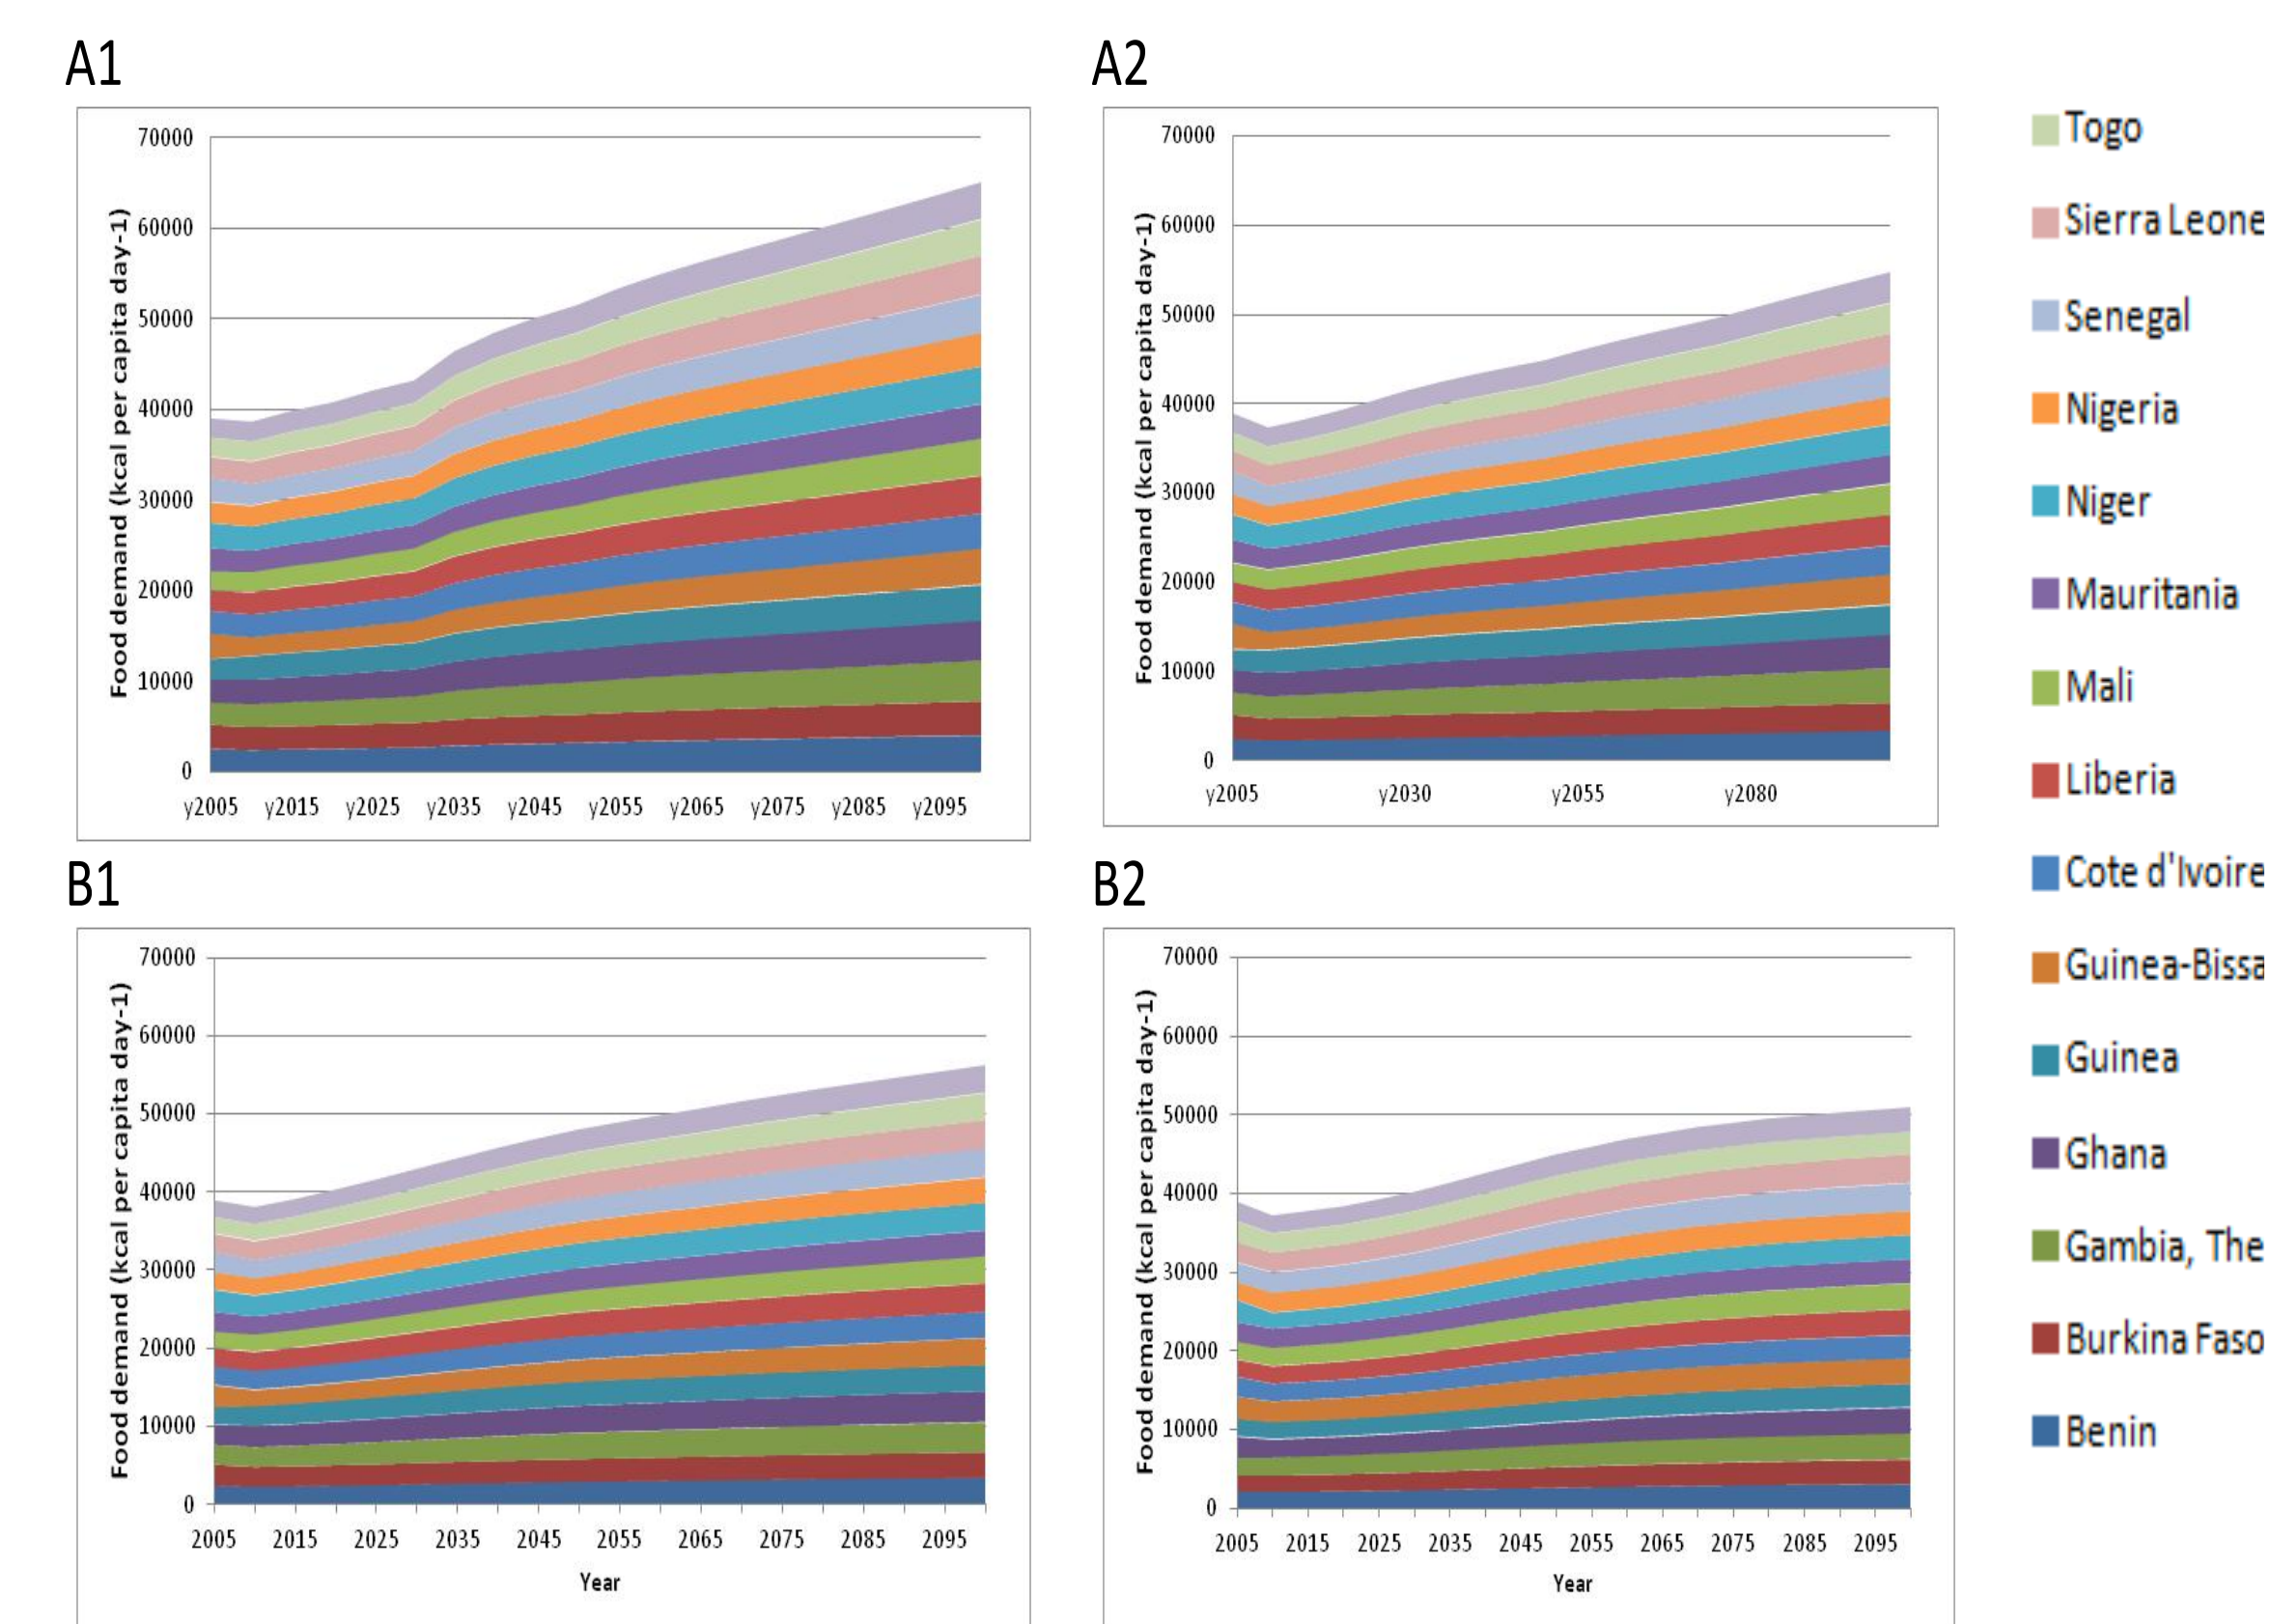 A1
70000
60000
50000
40000
30000
20000
10000
0
Food demand (kcal per capita day-1)
y2005 y2015 y2025 y2035 y2045 y2055 y2065 y2075 y2085 y2095
A2
70000
60000
50000
40000
30000
20000
10000
0
Food demand (kcal per capita day-1)
y2005 y2030 y2055 y2080
B1
70000
60000
50000
40000
30000
20000
10000
0
Food demand (kcal per capita day-1)
2005 2015 2025 2035 2045 2055 2065 2075 2085 2095
Year
B2
70000
60000
50000
40000
30000
20000
10000
0
Food demand (kcal per capita day-1)
2005 2015 2025 2035 2045 2055 2065 2075 2085 2095
Year
Togo
Sierra Leone
Senegal
Nigeria
Niger
Mauritania
Mali
Liberia
Cote d'Ivoire
Guinea-Bissa
Guinea
Ghana
Gambia, The
Burkina Faso
Benin